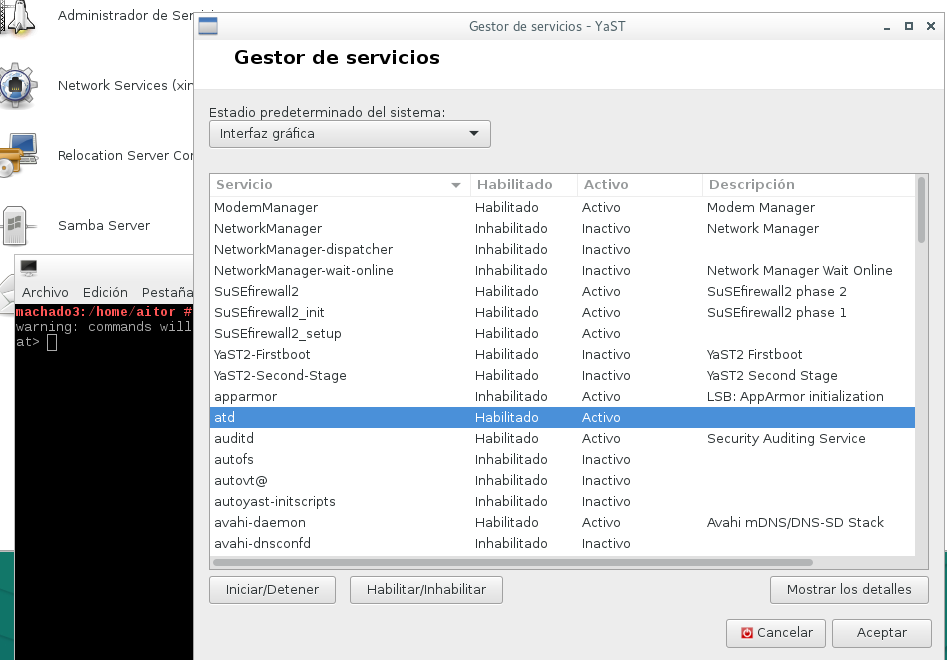 Administrador de Servi
Network Services (xin
Relocation Server Con
Samba Server
Archivo Edición Pestaña
machado3:/home/aitor #
warning: commands will
at>
Gestor de servicios - YaST
Gestor de servicios
Estadio predeterminado del sistema:
Interfaz gráfica
Servicio Habilitado Activo Descripción
ModemManager Habilitado Activo Modem Manager
NetworkManager Inhabilitado Inactivo Network Manager
NetworkManager-dispatcher Inhabilitado Inactivo
NetworkManager-wait-online Inhabilitado Inactivo Network Manager Wait Online
SuSEfirewall2 Habilitado Activo SuSEfirewall2 phase 2
SuSEfirewall2_init Habilitado Activo SuSEfirewall2 phase 1
SuSEfirewall2_setup Habilitado Activo
YaST2-Firstboot Habilitado Inactivo YaST2 Firstboot
YaST2-Second-Stage Habilitado Inactivo YaST2 Second Stage
apparmor Inhabilitado Activo LSB: AppArmor initialization
atd Habilitado Activo
auditd Habilitado Activo Security Auditing Service
autofs Inhabilitado Inactivo
autovt@ Inhabilitado Inactivo
autoyast-initscripts Inhabilitado Inactivo
avahi-daemon Habilitado Activo Avahi mDNS/DNS-SD Stack
avahi-dnsconfd Inhabilitado Inactivo
Iniciar/Detener Habilitar/Inhabilitar Mostrar los detalles
Cancelar Aceptar